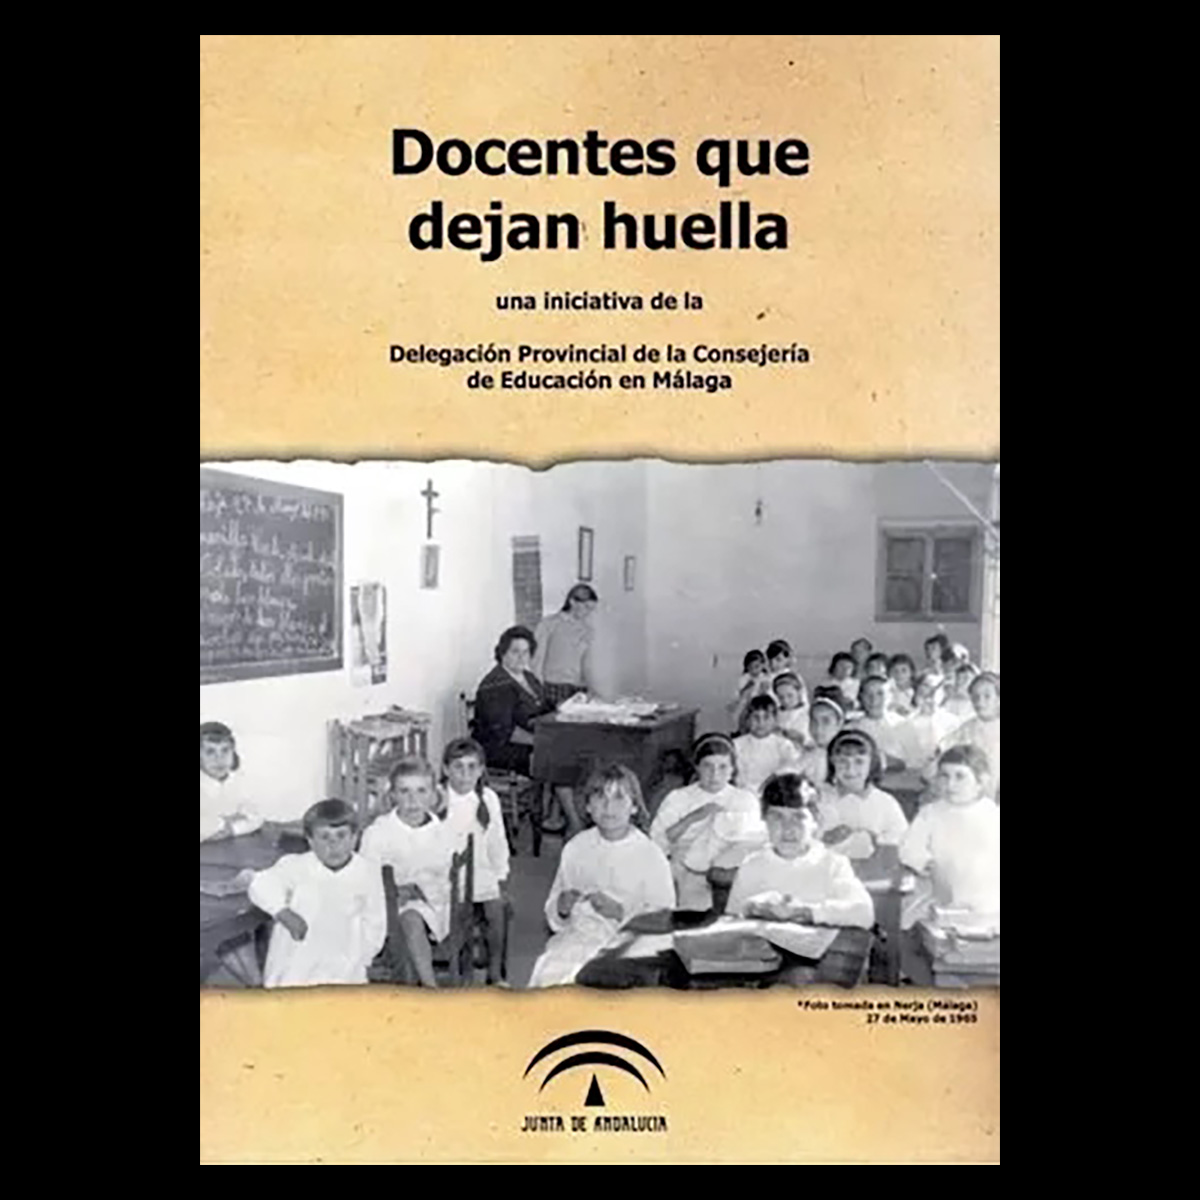 Docentes que
dejan huella
una iniciativa de la
Delegación Provincial de la Consejería
de Educación en Málaga
*Foto tomada en Nerja (Málaga)
27 de Mayo de 1965
JUNTA DE ANDALUCIA